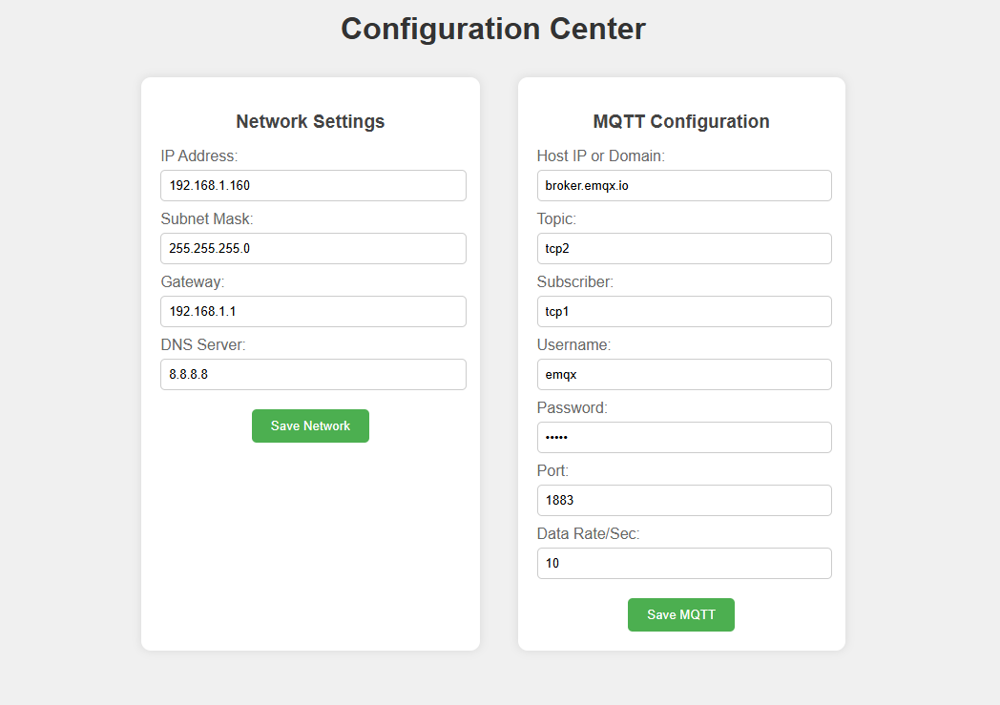 Configuration Center
Network Settings
IP Address:
192.168.1.160
Subnet Mask:
255.255.255.0
Gateway:
192.168.1.1
DNS Server:
8.8.8.8
Save Network
MQTT Configuration
Host IP or Domain:
broker.emqx.io
Topic:
tcp2
Subscriber:
tcp1
Username:
emqx
Password:
•••••
Port:
1883
Data Rate/Sec:
10
Save MQTT